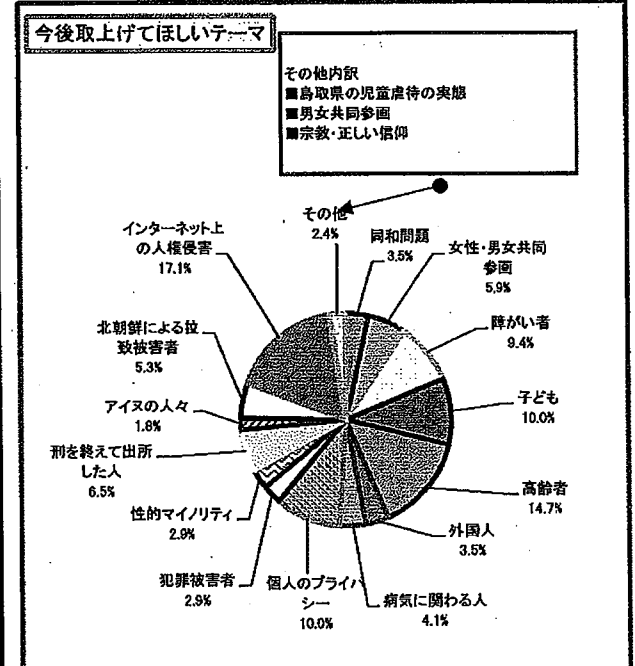 今後取上げてほしいテーマ
その他内訳
■鳥取県の児童虐待の実態
■男女共同参画
■宗教・正しい信仰
その他
2.4%
同和問題
3.5%
女性・男女共同
参画
5.9%
障がい者
9.4%
子ども
10.0%
高齢者
14.7%
外国人
3.5%
病気に関わる人
4.1%
個人のプライバ
シー
10.0%
犯罪被害者
2.9%
性的マイノリティ
2.9%
刑を終えて出所
した人
6.5%
アイヌの人々
1.8%
北朝鮮による拉
致被害者
5.3%
インターネット上
の人権侵害
17.1%